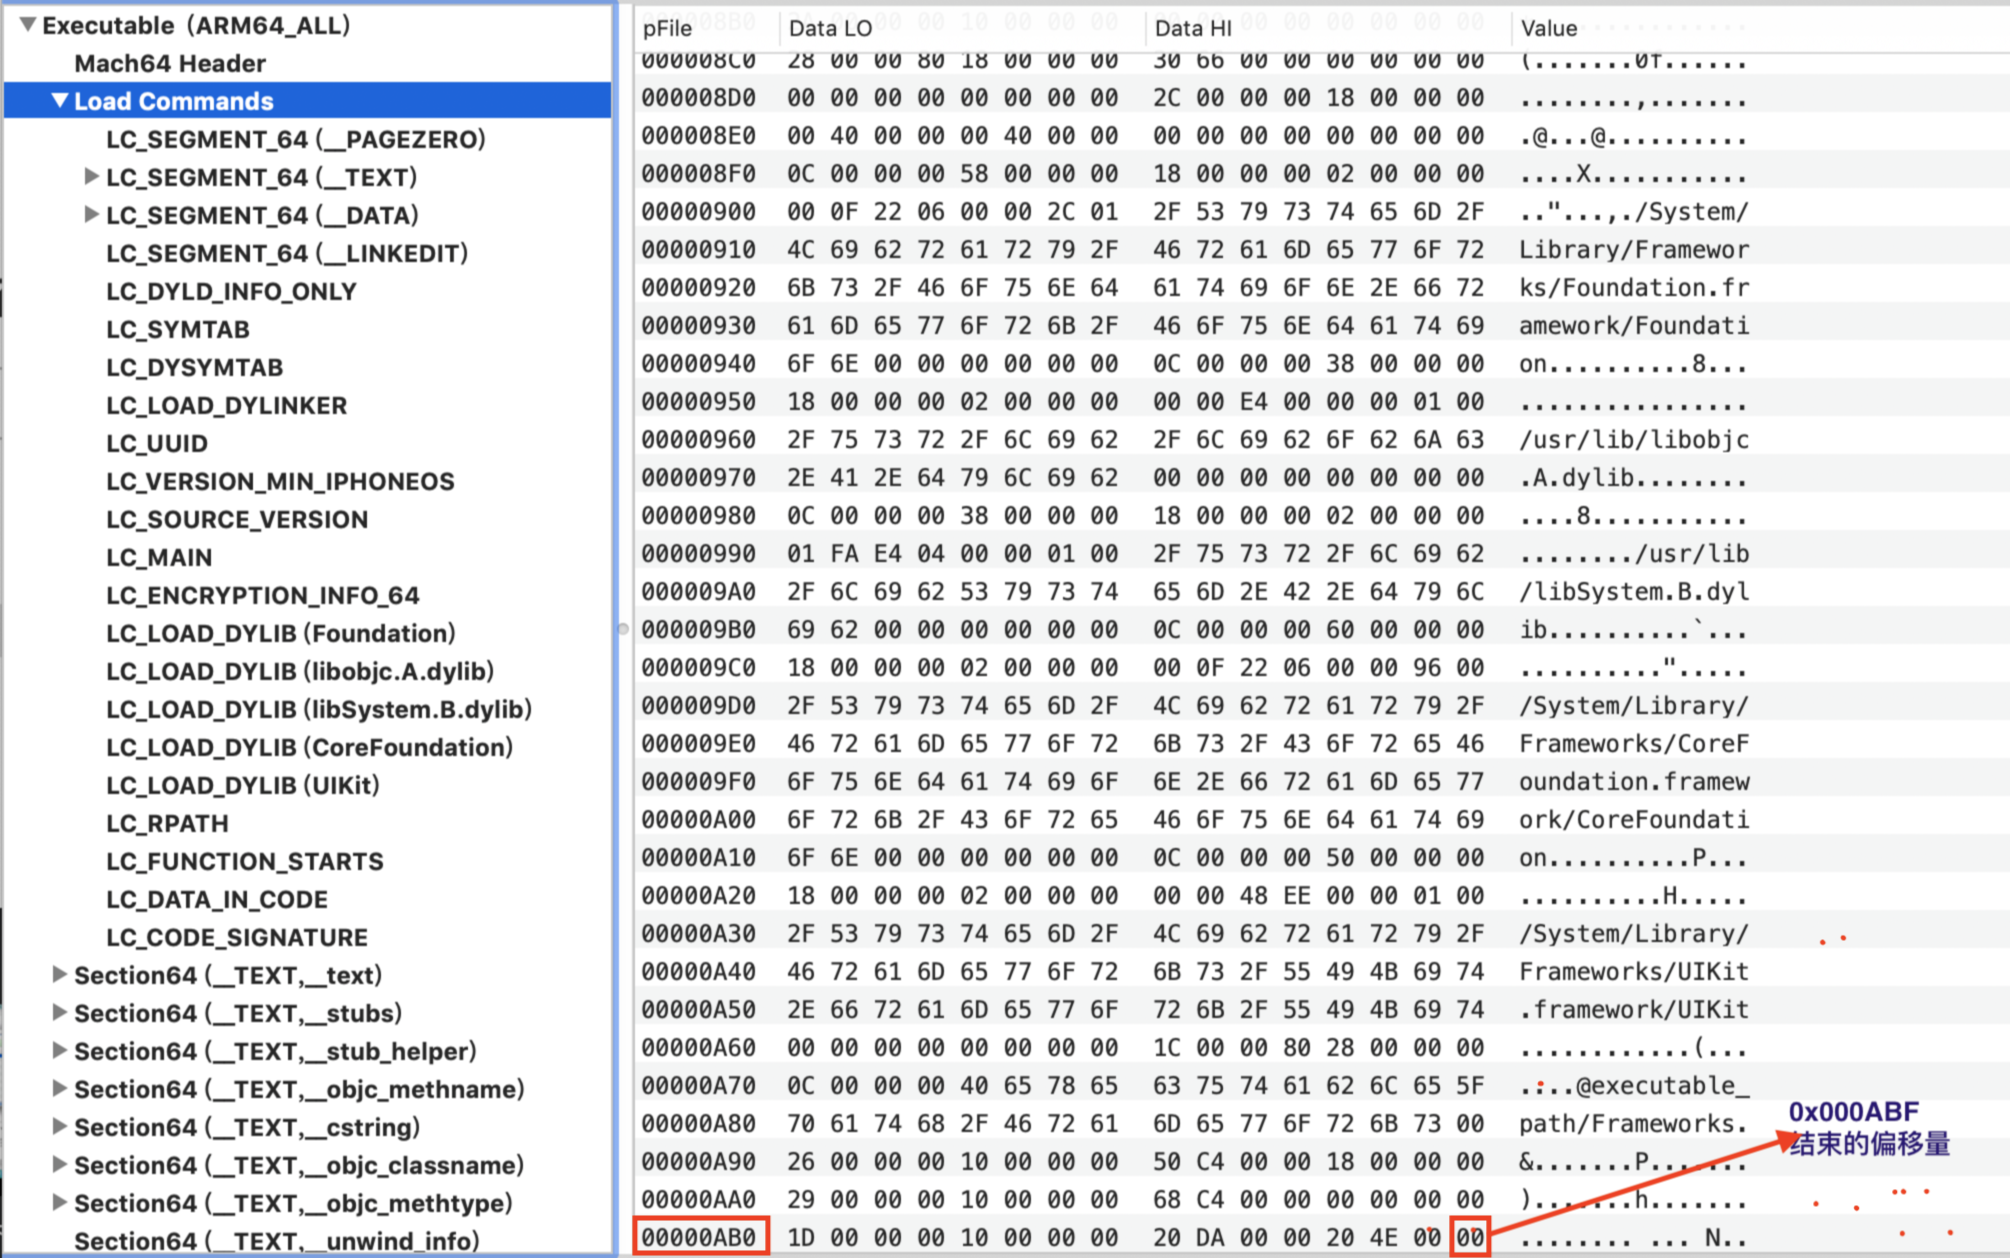 Executable (ARM64_ALL)
Mach64 Header
Load Commands
LC_SEGMENT_64 (__PAGEZERO)
LC_SEGMENT_64 (__TEXT)
LC_SEGMENT_64 (__DATA)
LC_SEGMENT_64 (__LINKEDIT)
LC_DYLD_INFO_ONLY
LC_SYMTAB
LC_DYSYMTAB
LC_LOAD_DYLINKER
LC_UUID
LC_VERSION_MIN_IPHONEOS
LC_SOURCE_VERSION
LC_MAIN
LC_ENCRYPTION_INFO_64
LC_LOAD_DYLIB (Foundation)
LC_LOAD_DYLIB (libobjc.A.dylib)
LC_LOAD_DYLIB (libSystem.B.dylib)
LC_LOAD_DYLIB (CoreFoundation)
LC_LOAD_DYLIB (UIKit)
LC_RPATH
LC_FUNCTION_STARTS
LC_DATA_IN_CODE
LC_CODE_SIGNATURE
Section64 (__TEXT,__text)
Section64 (__TEXT,__stubs)
Section64 (__TEXT,__stub_helper)
Section64 (__TEXT,__objc_methname)
Section64 (__TEXT,__cstring)
Section64 (__TEXT,__objc_classname)
Section64 (__TEXT,__objc_methtype)
Section64 (__TEXT,__unwind_info)
pFile Data LO Data HI Value
000008C0 28 00 00 80 18 00 00 00 30 66 00 00 00 00 00 00 (.......0f......
000008D0 00 00 00 00 00 00 00 00 2C 00 00 00 18 00 00 00 ........,.......
000008E0 00 40 00 00 00 40 00 00 00 00 00 00 00 00 00 00 .@...@..........
000008F0 0C 00 00 00 58 00 00 00 18 00 00 00 02 00 00 00 ....X...........
00000900 00 0F 22 06 00 00 2C 01 2F 53 79 73 74 65 6D 2F .."...,./System/
00000910 4C 69 62 72 61 72 79 2F 46 72 61 6D 65 77 6F 72 Library/Framewor
00000920 6B 73 2F 46 6F 75 6E 64 61 74 69 6F 6E 2E 66 72 ks/Foundation.fr
00000930 61 6D 65 77 6F 72 6B 2F 46 6F 75 6E 64 61 74 69 amework/Foundati
00000940 6F 6E 00 00 00 00 00 00 0C 00 00 00 38 00 00 00 on..........8...
00000950 18 00 00 00 02 00 00 00 00 00 E4 00 00 00 01 00 ................
00000960 2F 75 73 72 2F 6C 69 62 2F 6C 69 62 6F 62 6A 63 /usr/lib/libobjc
00000970 2E 41 2E 64 79 6C 69 62 00 00 00 00 00 00 00 00 .A.dylib........
00000980 0C 00 00 00 38 00 00 00 18 00 00 00 02 00 00 00 ....8...........
00000990 01 FA E4 04 00 00 01 00 2F 75 73 72 2F 6C 69 62 ......../usr/lib
000009A0 2F 6C 69 62 53 79 73 74 65 6D 2E 42 2E 64 79 6C /libSystem.B.dyl
000009B0 69 62 00 00 00 00 00 00 0C 00 00 00 60 00 00 00 ib..........`...
000009C0 18 00 00 00 02 00 00 00 00 0F 22 06 00 00 96 00 ..........".....
000009D0 2F 53 79 73 74 65 6D 2F 4C 69 62 72 61 72 79 2F /System/Library/
000009E0 46 72 61 6D 65 77 6F 72 6B 73 2F 43 6F 72 65 46 Frameworks/CoreF
000009F0 6F 75 6E 64 61 74 69 6F 6E 2E 66 72 61 6D 65 77 oundation.framew
00000A00 6F 72 6B 2F 43 6F 72 65 46 6F 75 6E 64 61 74 69 ork/CoreFoundati
00000A10 6F 6E 00 00 00 00 00 00 0C 00 00 00 50 00 00 00 on..........P...
00000A20 18 00 00 00 02 00 00 00 00 00 48 EE 00 00 01 00 ..........H.....
00000A30 2F 53 79 73 74 65 6D 2F 4C 69 62 72 61 72 79 2F /System/Library/
00000A40 46 72 61 6D 65 77 6F 72 6B 73 2F 55 49 4B 69 74 Frameworks/UIKit
00000A50 2E 66 72 61 6D 65 77 6F 72 6B 2F 55 49 4B 69 74 .framework/UIKit
00000A60 00 00 00 00 00 00 00 00 1C 00 00 80 28 00 00 00 ............(...
00000A70 0C 00 00 00 40 65 78 65 63 75 74 61 62 6C 65 5F ....@executable_
00000A80 70 61 74 68 2F 46 72 61 6D 65 77 6F 72 6B 73 00 path/Frameworks.
00000A90 26 00 00 00 10 00 00 00 50 C4 00 00 18 00 00 00 &.......P.......
00000AA0 29 00 00 00 10 00 00 00 68 C4 00 00 00 00 00 00 ).......h.......
00000AB0 1D 00 00 00 10 00 00 00 20 DA 00 00 20 4E 00 00 ........ ... N..
0x000ABF
结束的偏移量